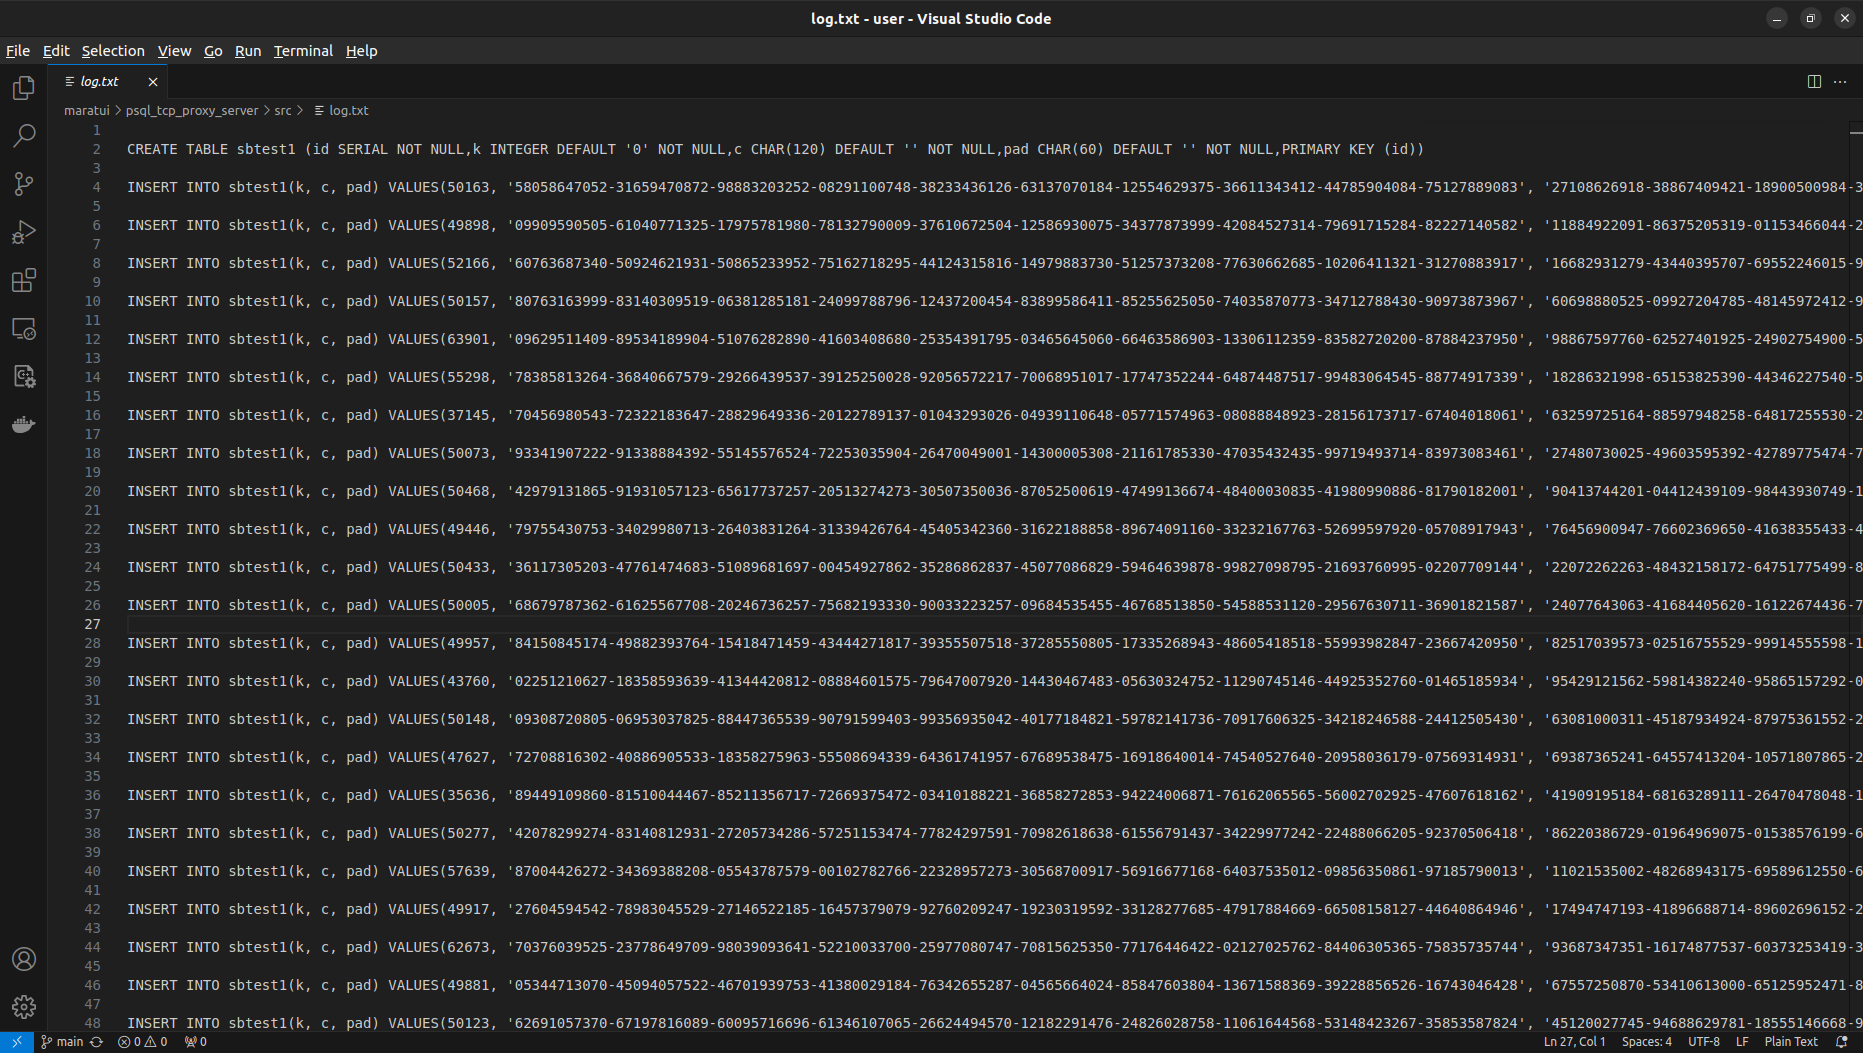 log.txt - user - Visual Studio Code
File Edit Selection View Go Run Terminal Help
log.txt
maratui > psql_tcp_proxy_server > src > log.txt
1
2 CREATE TABLE sbtest1 (id SERIAL NOT NULL,k INTEGER DEFAULT '0' NOT NULL,c CHAR(120) DEFAULT '' NOT NULL,pad CHAR(60) DEFAULT '' NOT NULL,PRIMARY KEY (id))
3
4 INSERT INTO sbtest1(k, c, pad) VALUES(50163, '58058647052-31659470872-98883203252-08291100748-38233436126-63137070184-12554629375-36611343412-44785904084-75127889083', '27108626918-38867409421-18900500984-3
5
6 INSERT INTO sbtest1(k, c, pad) VALUES(49898, '09909590505-61040771325-17975781980-78132790009-37610672504-12586930075-34377873999-42084527314-79691715284-82227140582', '11884922091-86375205319-01153466044-2
7
8 INSERT INTO sbtest1(k, c, pad) VALUES(52166, '60763687340-50924621931-50865233952-75162718295-44124315816-14979883730-51257373208-77630662685-10206411321-31270883917', '16682931279-43440395707-69552246015-9
9
10 INSERT INTO sbtest1(k, c, pad) VALUES(50157, '80763163999-83140309519-06381285181-24099788796-12437200454-83899586411-85255625050-74035870773-34712788430-90973873967', '60698880525-09927204785-48145972412-9
11
12 INSERT INTO sbtest1(k, c, pad) VALUES(63901, '09629511409-89534189904-51076282890-41603408680-25354391795-03465645060-66463586903-13306112359-83582720200-87884237950', '98867597760-62527401925-24902754900-5
13
14 INSERT INTO sbtest1(k, c, pad) VALUES(55298, '78385813264-36840667579-29266439537-39125250028-92056572217-70068951017-17747352244-64874487517-99483064545-88774917339', '18286321998-65153825390-44346227540-5
15
16 INSERT INTO sbtest1(k, c, pad) VALUES(37145, '70456980543-72322183647-28829649336-20122789137-01043293026-04939110648-05771574963-08088848923-28156173717-67404018061', '63259725164-88597948258-64817255530-2
17
18 INSERT INTO sbtest1(k, c, pad) VALUES(50073, '93341907222-91338884392-55145576524-72253035904-26470049001-14300005308-21161785330-47035432435-99719493714-83973083461', '27480730025-49603595392-42789775474-7
19
20 INSERT INTO sbtest1(k, c, pad) VALUES(50468, '42979131865-91931057123-65617737257-20513274273-30507350036-87052500619-47499136674-48400030835-41980990886-81790182001', '90413744201-04412439109-98443930749-1
21
22 INSERT INTO sbtest1(k, c, pad) VALUES(49446, '79755430753-34029980713-26403831264-31339426764-45405342360-31622188858-89674091160-33232167763-52699597920-05708917943', '76456900947-76602369650-41638355433-4
23
24 INSERT INTO sbtest1(k, c, pad) VALUES(50433, '36117305203-47761474683-51089681697-00454927862-35286862837-45077086829-59464639878-99827098795-21693760995-02207709144', '22072262263-48432158172-64751775499-8
25
26 INSERT INTO sbtest1(k, c, pad) VALUES(50005, '68679787362-61625567708-20246736257-75682193330-90033223257-09684535455-46768513850-54588531120-29567630711-36901821587', '24077643063-41684405620-16122674436-7
27
28 INSERT INTO sbtest1(k, c, pad) VALUES(49957, '84150845174-49882393764-15418471459-43444271817-39355507518-37285550805-17335268943-48605418518-55993982847-23667420950', '82517039573-02516755529-99914555598-1
29
30 INSERT INTO sbtest1(k, c, pad) VALUES(43760, '02251210627-18358593639-41344420812-08884601575-79647007920-14430467483-05630324752-11290745146-44925352760-01465185934', '95429121562-59814382240-95865157292-0
31
32 INSERT INTO sbtest1(k, c, pad) VALUES(50148, '09308720805-06953037825-88447365539-90791599403-99356935042-40177184821-59782141736-70917606325-34218246588-24412505430', '63081000311-45187934924-87975361552-2
33
34 INSERT INTO sbtest1(k, c, pad) VALUES(47627, '72708816302-40886905533-18358275963-55508694339-64361741957-67689538475-16918640014-74540527640-20958036179-07569314931', '69387365241-64557413204-10571807865-2
35
36 INSERT INTO sbtest1(k, c, pad) VALUES(35636, '89449109860-81510044467-85211356717-72669375472-03410188221-36858272853-94224006871-76162065565-56002702925-47607618162', '41909195184-68163289111-26470478048-1
37
38 INSERT INTO sbtest1(k, c, pad) VALUES(50277, '42078299274-83140812931-27205734286-57251153474-77824297591-70982618638-61556791437-34229977242-22488066205-92370506418', '86220386729-01964969075-01538576199-6
39
40 INSERT INTO sbtest1(k, c, pad) VALUES(57639, '87004426272-34369388208-05543787579-00102782766-22328957273-30568700917-56916677168-64037535012-09856350861-97185790013', '11021535002-48268943175-69589612550-6
41
42 INSERT INTO sbtest1(k, c, pad) VALUES(49917, '27604594542-78983045529-27146522185-16457379079-92760209247-19230319592-33128277685-47917884669-66508158127-44640864946', '17494747193-41896688714-89602696152-2
43
44 INSERT INTO sbtest1(k, c, pad) VALUES(62673, '70376039525-23778649709-98039093641-52210033700-25977080747-70815625350-77176446422-02127025762-84406305365-75835735744', '93687347351-16174877537-60373253419-3
45
46 INSERT INTO sbtest1(k, c, pad) VALUES(49881, '05344713070-45094057522-46701939753-41380029184-76342655287-04565664024-85847603804-13671588369-39228856526-16743046428', '67557250870-53410613000-65125952471-8
47
48 INSERT INTO sbtest1(k, c, pad) VALUES(50123, '62691057370-67197816089-60095716696-61346107065-26624494570-12182291476-24826028758-11061644568-53148423267-35853587824', '45120027745-94688629781-18555146668-9
main 0 0 0 Ln 27, Col 1 Spaces: 4 UTF-8 LF Plain Text